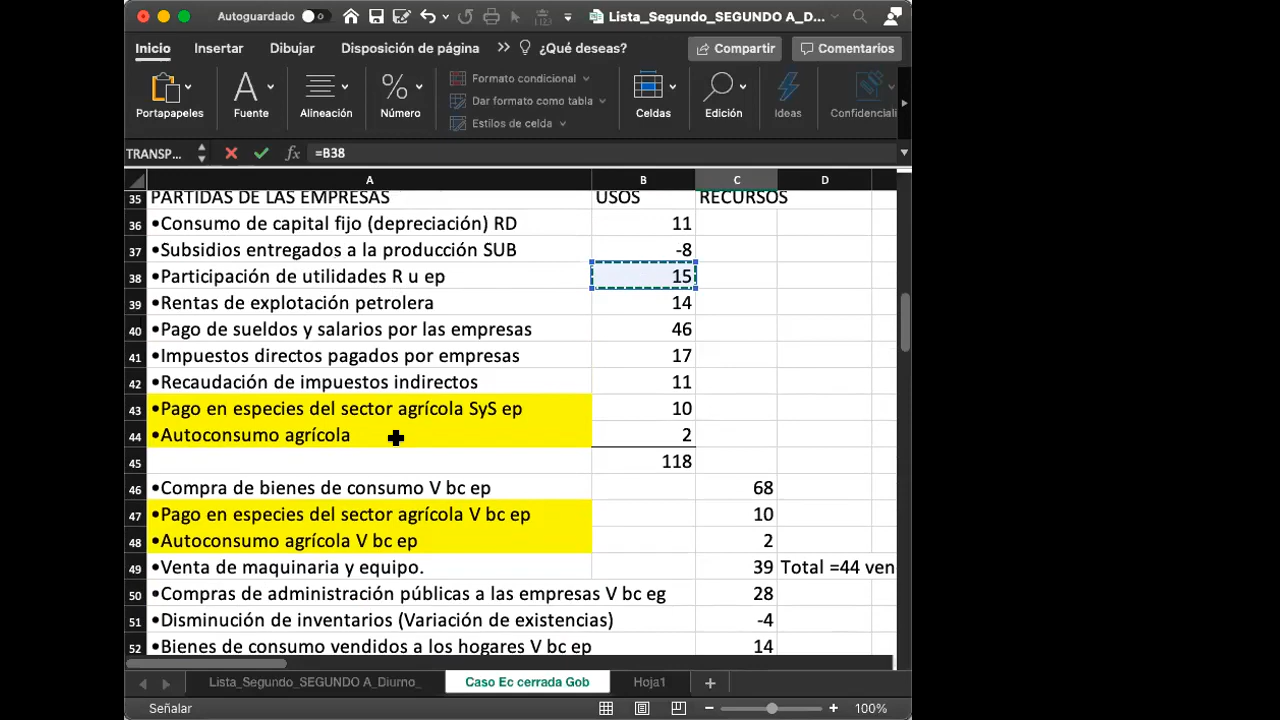 Autoguardado
Lista_Segundo_SEGUNDO A_D...
Inicio Insertar Dibujar Disposición de página >> ¿Qué deseas? Compartir Comentarios
Portapapeles Fuente Alineación Número Formato condicional Celdas Edición Ideas Confidenciali
Dar formato como tabla
Estilos de celda
TRANSP... fx =B38
A B C D
35 PARTIDAS DE LAS EMPRESAS USOS RECURSOS
36 •Consumo de capital fijo (depreciación) RD 11
37 •Subsidios entregados a la producción SUB -8
38 •Participación de utilidades R u ep 15
39 •Rentas de explotación petrolera 14
40 •Pago de sueldos y salarios por las empresas 46
41 •Impuestos directos pagados por empresas 17
42 •Recaudación de impuestos indirectos 11
43 •Pago en especies del sector agrícola SyS ep 10
44 •Autoconsumo agrícola 2
45 118
46 •Compra de bienes de consumo V bc ep 68
47 •Pago en especies del sector agrícola V bc ep 10
48 •Autoconsumo agrícola V bc ep 2
49 •Venta de maquinaria y equipo. 39 Total =44 ven
50 •Compras de administración públicas a las empresas V bc eg 28
51 •Disminución de inventarios (Variación de existencias) -4
52 •Bienes de consumo vendidos a los hogares V bc ep 14
Lista_Segundo_SEGUNDO A_Diurno_ Caso Ec cerrada Gob Hoja1 +
Señalar 100%